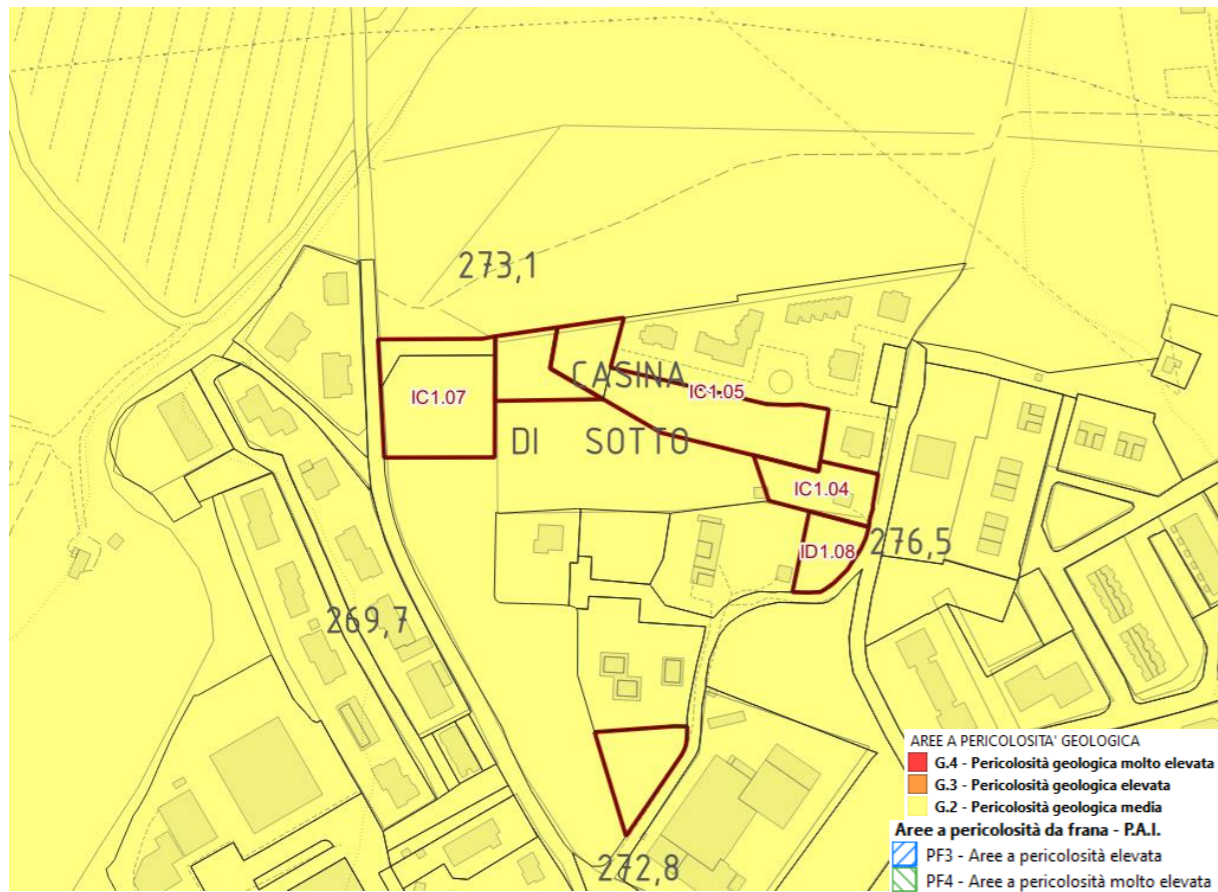 273,1
CASINA
IC1.05
IC1.07
DI SOTTO
IC1.04
276,5
ID1.08
269,7
272,8
AREE A PERICOLOSITA' GEOLOGICA
G.4 - Pericolosità geologica molto elevata
G.3 - Pericolosità geologica elevata
G.2 - Pericolosità geologica media
Aree a pericolosità da frana - P.A.I.
PF3 - Aree a pericolosità elevata
PF4 - Aree a pericolosità molto elevata